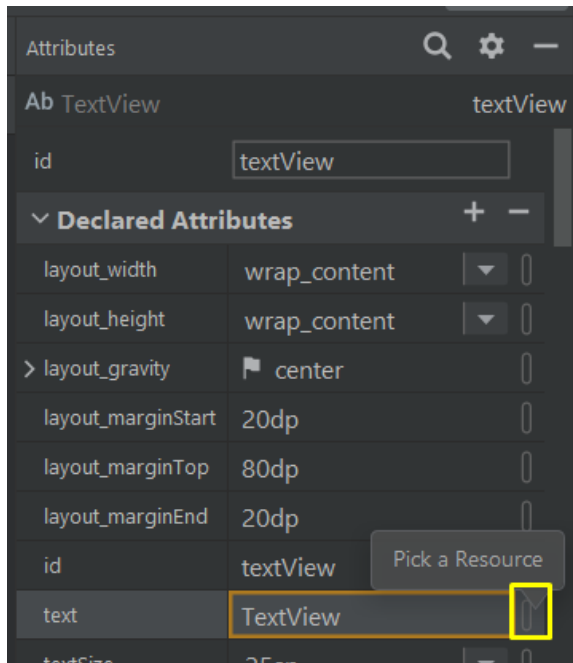 Attributes
Ab TextView textView
id textView
Declared Attributes
layout_width wrap_content
layout_height wrap_content
layout_gravity center
layout_marginStart 20dp
layout_marginTop 80dp
layout_marginEnd 20dp
id textView
Pick a Resource
text TextView